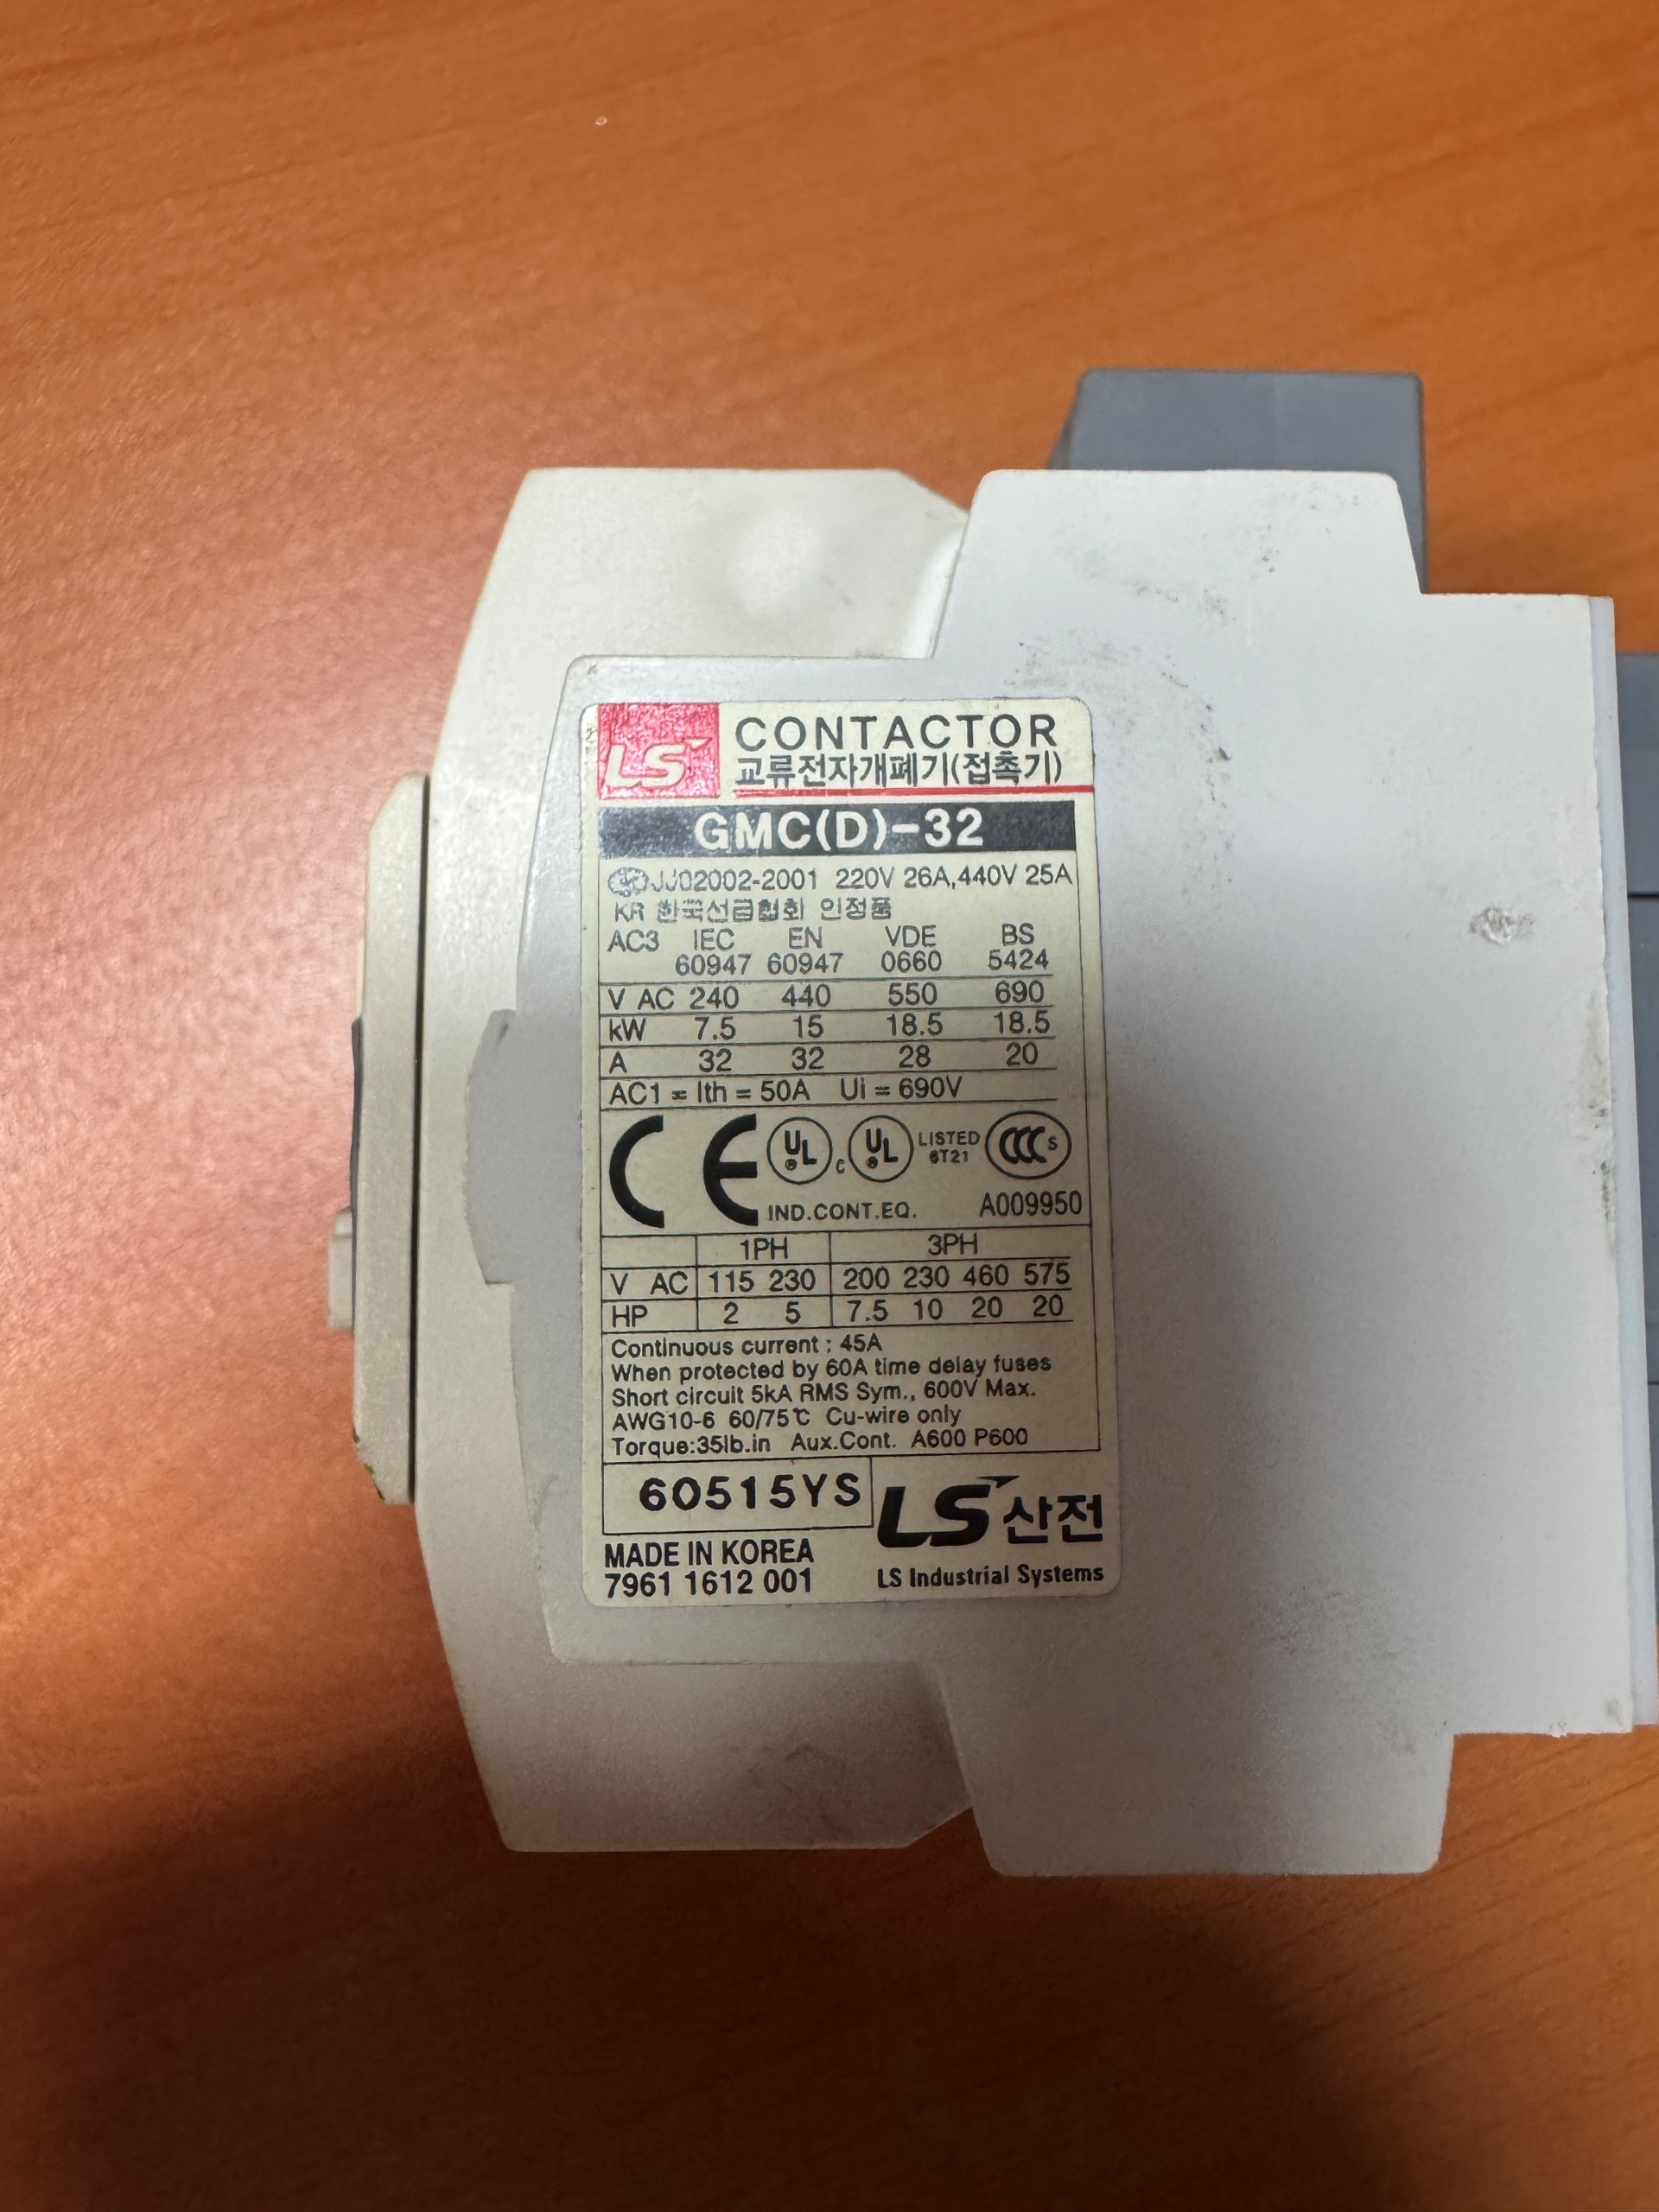 LS CONTACTOR
교류전자개폐기(접촉기)
GMC(D)-32
JJ02002-2001 220V 26A,440V 25A
KR 한국선급협회 인정품
AC3 IEC EN VDE BS
60947 60947 0660 5424
V AC 240 440 550 690
kW 7.5 15 18.5 18.5
A 32 32 28 20
AC1 = Ith = 50A Ui = 690V
CE UL c UL LISTED 6T21 CCC S
IND.CONT.EQ. A009950
1PH 3PH
V AC 115 230 200 230 460 575
HP 2 5 7.5 10 20 20
Continuous current : 45A
When protected by 60A time delay fuses
Short circuit 5kA RMS Sym., 600V Max.
AWG10-6 60/75℃ Cu-wire only
Torque:35lb.in Aux.Cont. A600 P600
60515YS LS산전
MADE IN KOREA
7961 1612 001 LS Industrial Systems